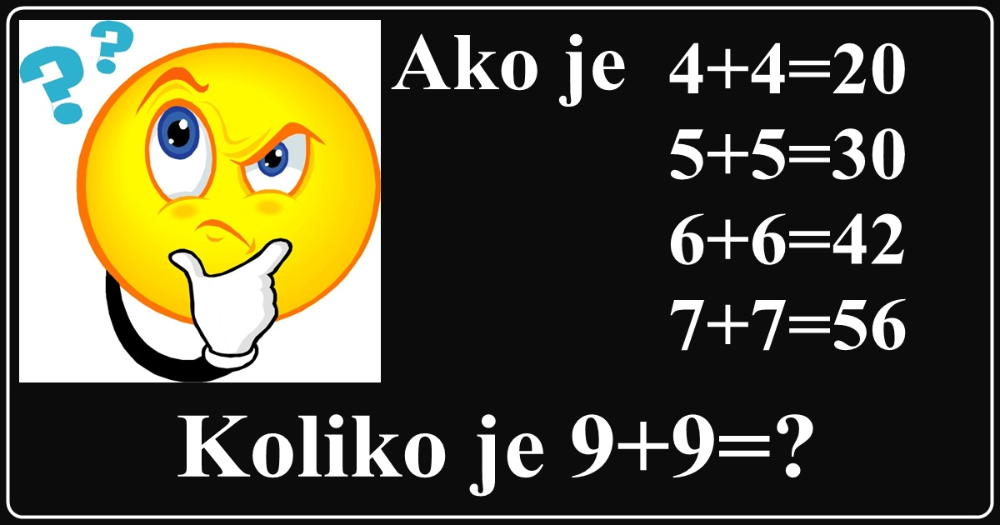 ? ?
Ako je 4+4=20
5+5=30
6+6=42
7+7=56
Koliko je 9+9=?